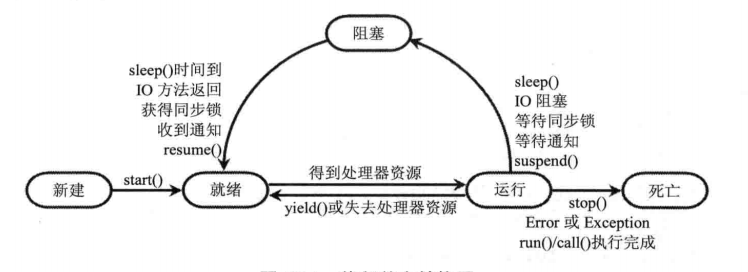 阻塞
sleep()时间到
IO 方法返回
获得同步锁
收到通知
resume()
sleep()
IO 阻塞
等待同步锁
等待通知
suspend()
新建
start()
就绪
得到处理器资源
yield()或失去处理器资源
运行
死亡
stop()
Error 或 Exception
run()/call()执行完成